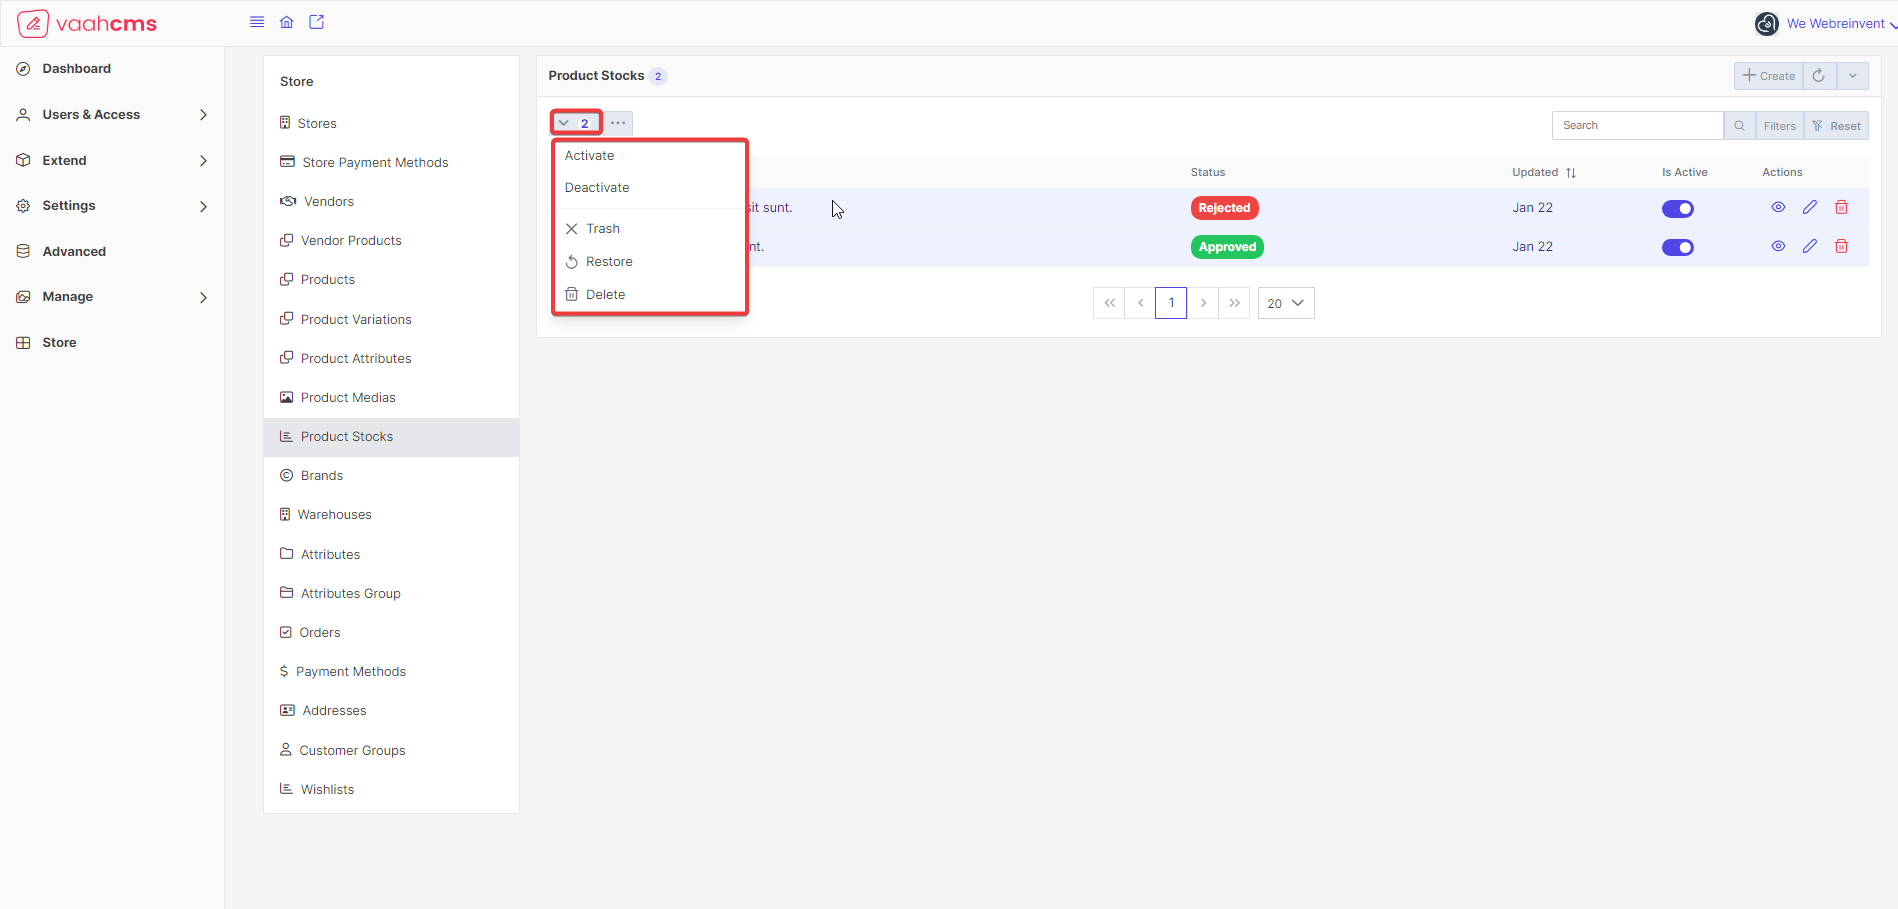 vaahcms
We Webreinvent
Dashboard
Users & Access
Extend
Settings
Advanced
Manage
Store
Store
Stores
Store Payment Methods
Vendors
Vendor Products
Products
Product Variations
Product Attributes
Product Medias
Product Stocks
Brands
Warehouses
Attributes
Attributes Group
Orders
Payment Methods
Addresses
Customer Groups
Wishlists
Product Stocks 2
Create
2
Search
Filters
Reset
Activate
Deactivate
Trash
Restore
Delete
Status Updated Is Active Actions
sit sunt. Rejected Jan 22
nt. Approved Jan 22
1 20